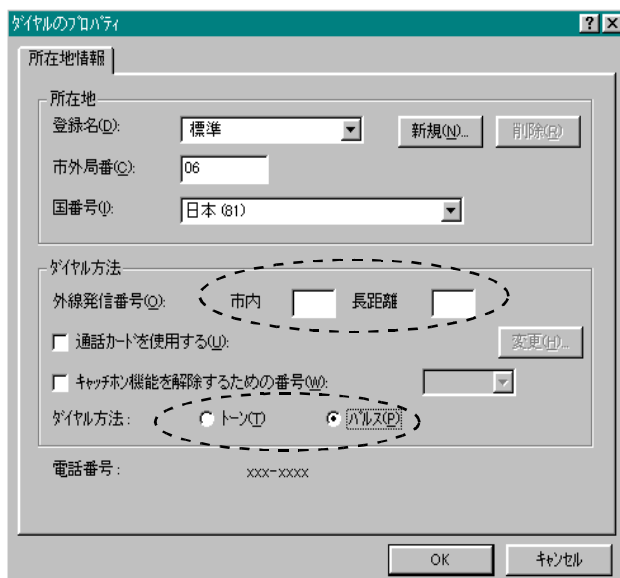 ダイヤルのプロパティ
所在地情報
所在地
登録名(D): 標準 新規(N)... 削除(R)
市外局番(C): 06
国番号(I): 日本 (81)
ダイヤル方法
外線発信番号(O): 市内 長距離
通話カードを使用する(U): 変更(H)...
キャッチホン機能を解除するための番号(W):
ダイヤル方法: トーン(T) パルス(P)
電話番号: xxx-xxxx
OK キャンセル